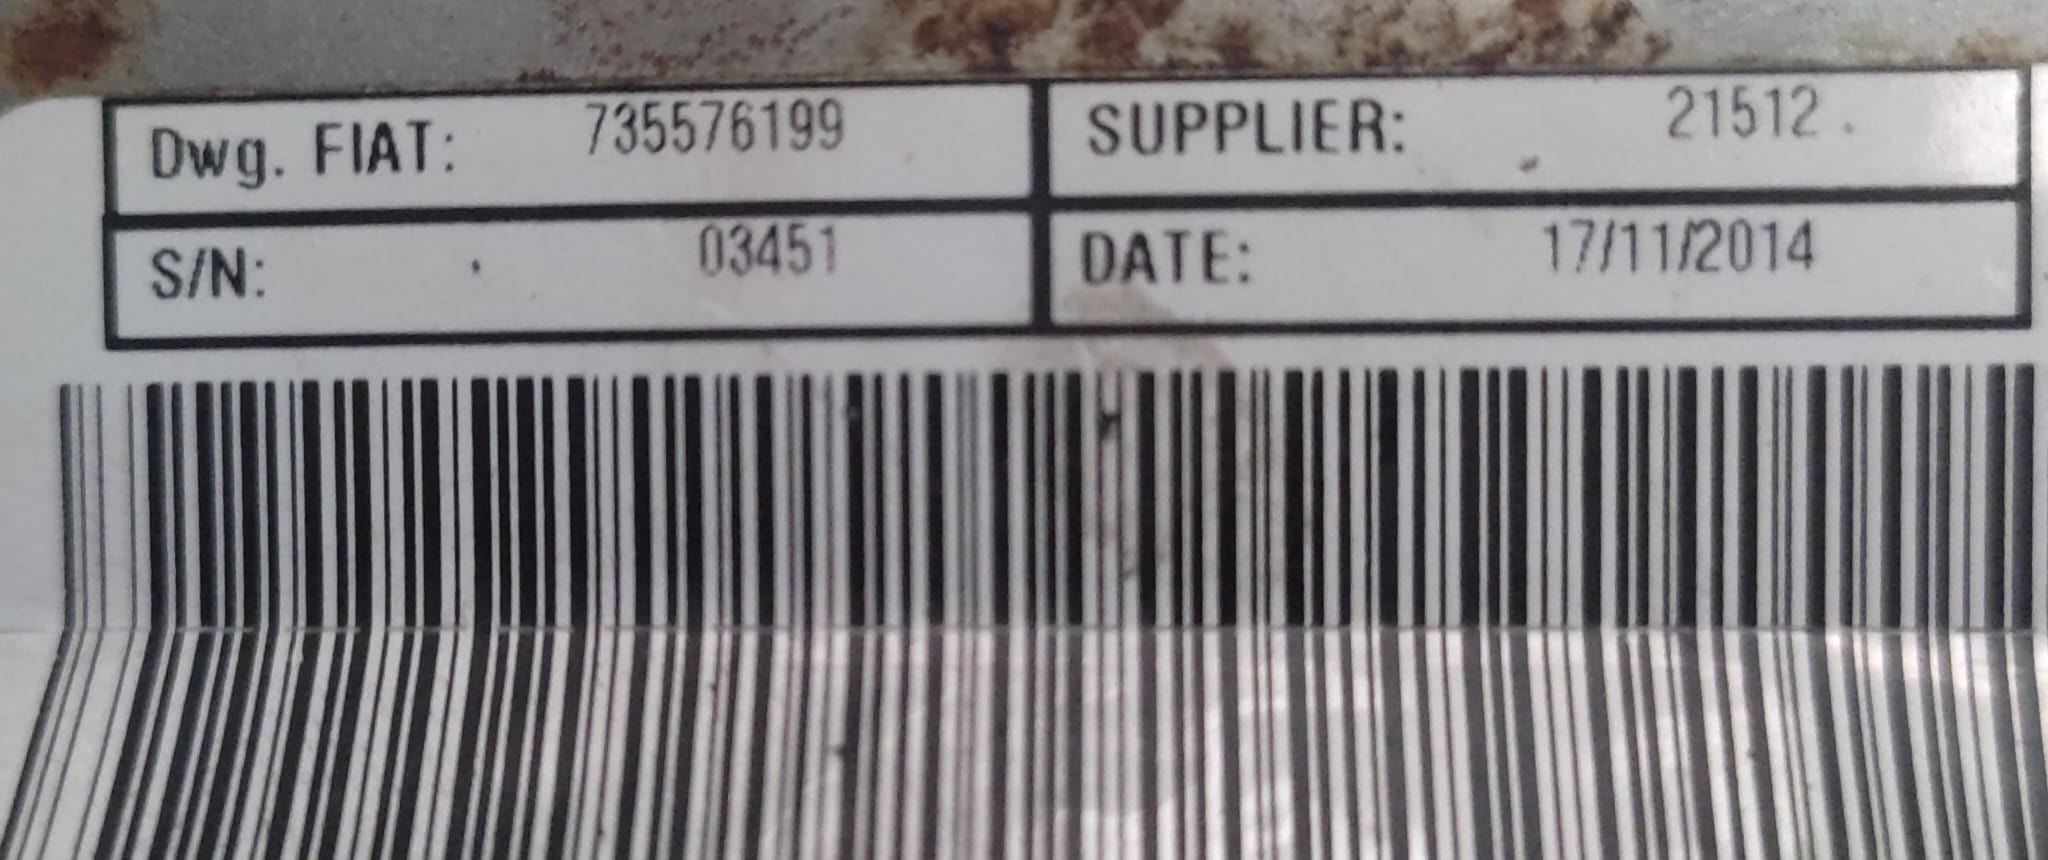 Dwg. FIAT: 735576199 SUPPLIER: 21512
S/N: 03451 DATE: 17/11/2014